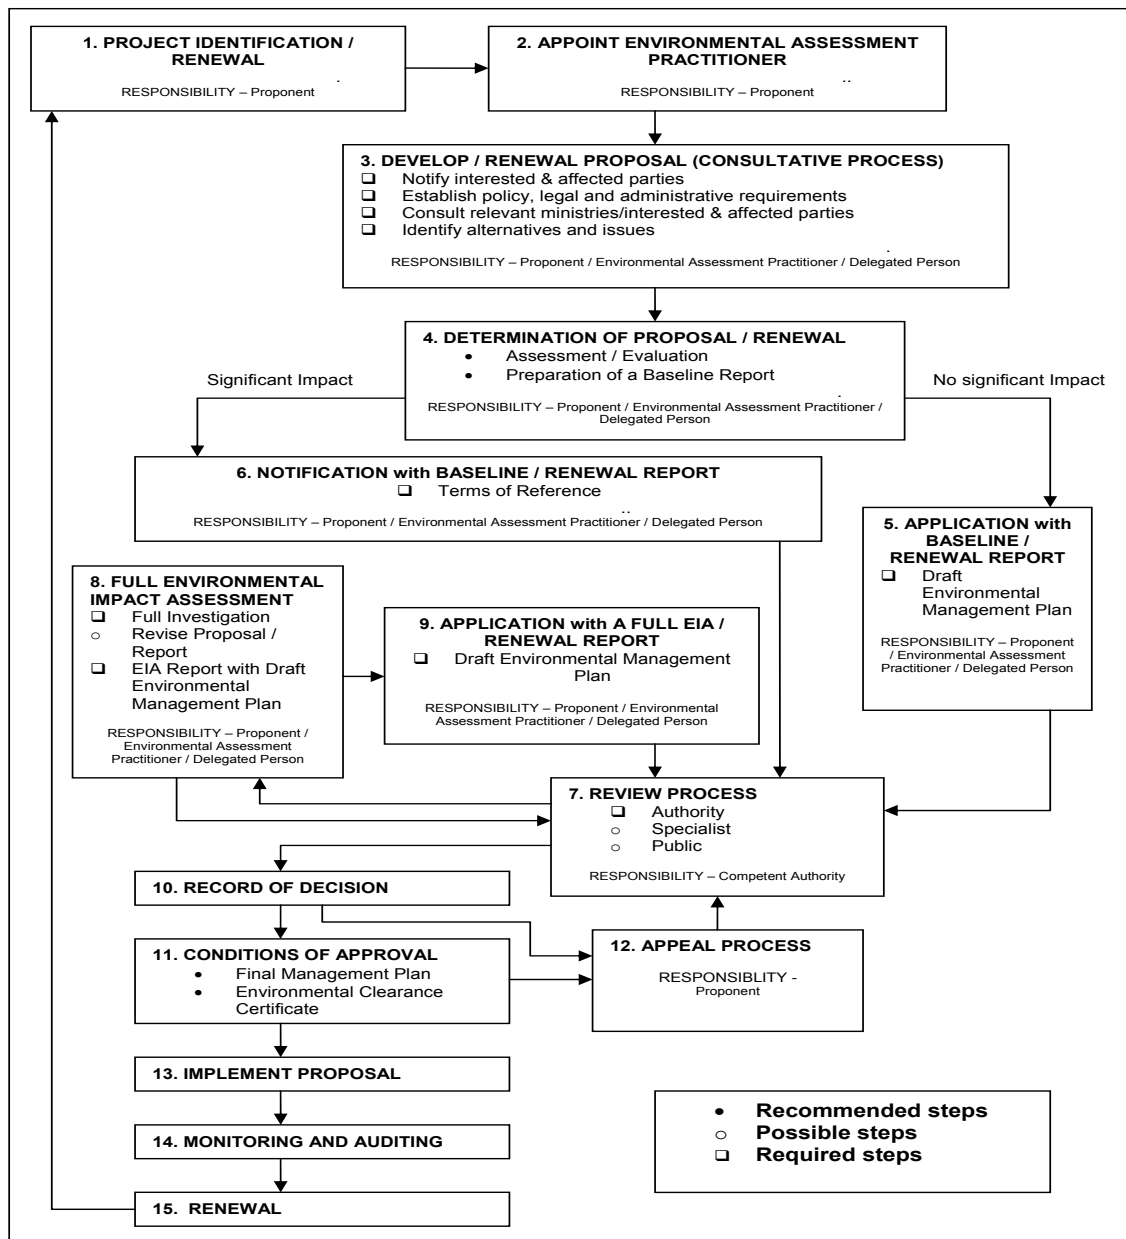 1. PROJECT IDENTIFICATION /
RENEWAL
RESPONSIBILITY – Proponent
2. APPOINT ENVIRONMENTAL ASSESSMENT
PRACTITIONER
RESPONSIBILITY – Proponent
3. DEVELOP / RENEWAL PROPOSAL (CONSULTATIVE PROCESS)
❑ Notify interested & affected parties
❑ Establish policy, legal and administrative requirements
❑ Consult relevant ministries/interested & affected parties
❑ Identify alternatives and issues
RESPONSIBILITY – Proponent / Environmental Assessment Practitioner / Delegated Person
4. DETERMINATION OF PROPOSAL / RENEWAL
• Assessment / Evaluation
• Preparation of a Baseline Report
RESPONSIBILITY – Proponent / Environmental Assessment Practitioner /
Delegated Person
Significant Impact
No significant Impact
6. NOTIFICATION with BASELINE / RENEWAL REPORT
❑ Terms of Reference
RESPONSIBILITY – Proponent / Environmental Assessment Practitioner / Delegated Person
5. APPLICATION with
BASELINE /
RENEWAL REPORT
❑ Draft
Environmental
Management Plan
RESPONSIBILITY – Proponent
/ Environmental Assessment
Practitioner / Delegated Person
8. FULL ENVIRONMENTAL
IMPACT ASSESSMENT
❑ Full Investigation
○ Revise Proposal /
Report
❑ EIA Report with Draft
Environmental
Management Plan
RESPONSIBILITY – Proponent /
Environmental Assessment
Practitioner / Delegated Person
9. APPLICATION with A FULL EIA /
RENEWAL REPORT
❑ Draft Environmental Management
Plan
RESPONSIBILITY – Proponent / Environmental
Assessment Practitioner / Delegated Person
7. REVIEW PROCESS
❑ Authority
○ Specialist
○ Public
RESPONSIBILITY – Competent Authority
10. RECORD OF DECISION
11. CONDITIONS OF APPROVAL
• Final Management Plan
• Environmental Clearance
Certificate
12. APPEAL PROCESS
RESPONSIBLITY -
Proponent
13. IMPLEMENT PROPOSAL
14. MONITORING AND AUDITING
15. RENEWAL
• Recommended steps
○ Possible steps
❑ Required steps